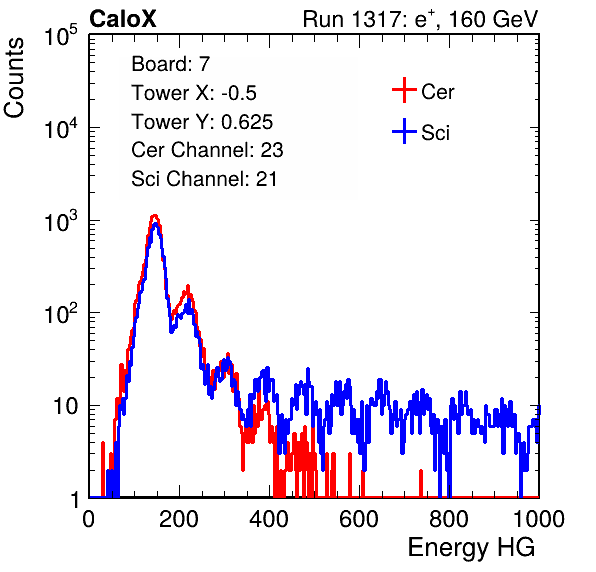 CaloX Run 1317: e⁺, 160 GeV
Counts
Board: 7
Tower X: -0.5
Tower Y: 0.625
Cer Channel: 23
Sci Channel: 21
Cer
Sci
10⁵
10⁴
10³
10²
10
1
0 200 400 600 800 1000
Energy HG